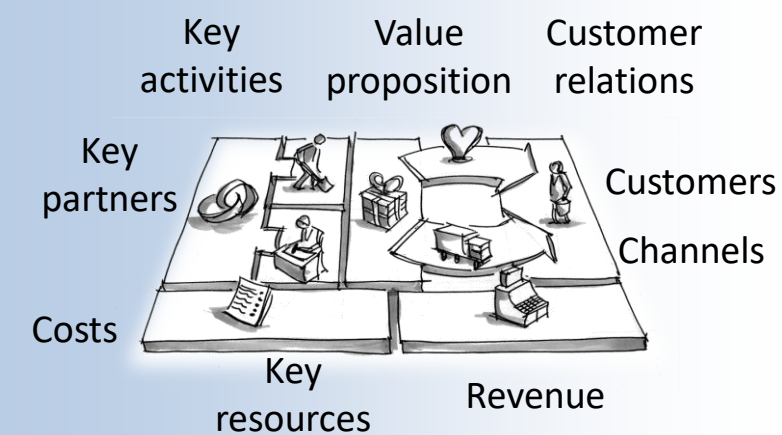 Key
activities
Value
proposition
Customer
relations
Key
partners
Customers
Channels
Costs
Key
resources
Revenue